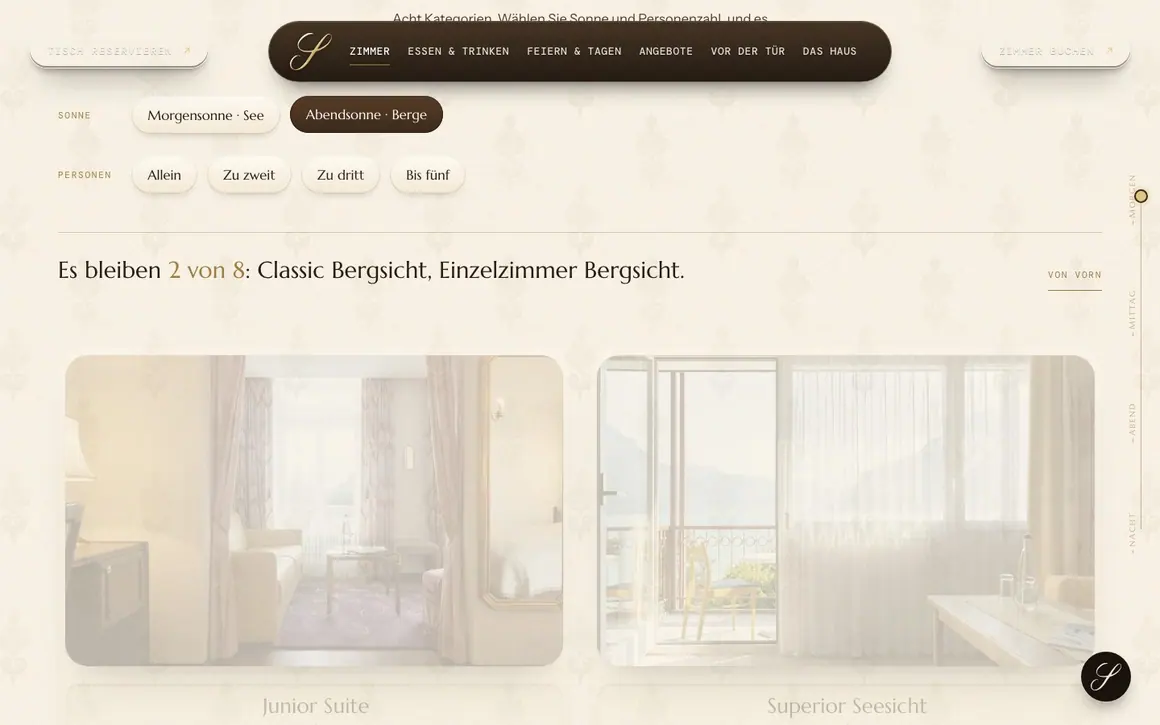 Acht Kategorien. Wählen Sie Sonne und Personenzahl, und es
TISCH RESERVIEREN ↗
ZIMMER ESSEN & TRINKEN FEIERN & TAGEN ANGEBOTE VOR DER TÜR DAS HAUS
ZIMMER BUCHEN ↗
SONNE
Morgensonne · See
Abendsonne · Berge
PERSONEN
Allein
Zu zweit
Zu dritt
Bis fünf
Es bleiben 2 von 8: Classic Bergsicht, Einzelzimmer Bergsicht.
VON VORN
MORGEN
MITTAG
ABEND
NACHT
Junior Suite
Superior Seesicht